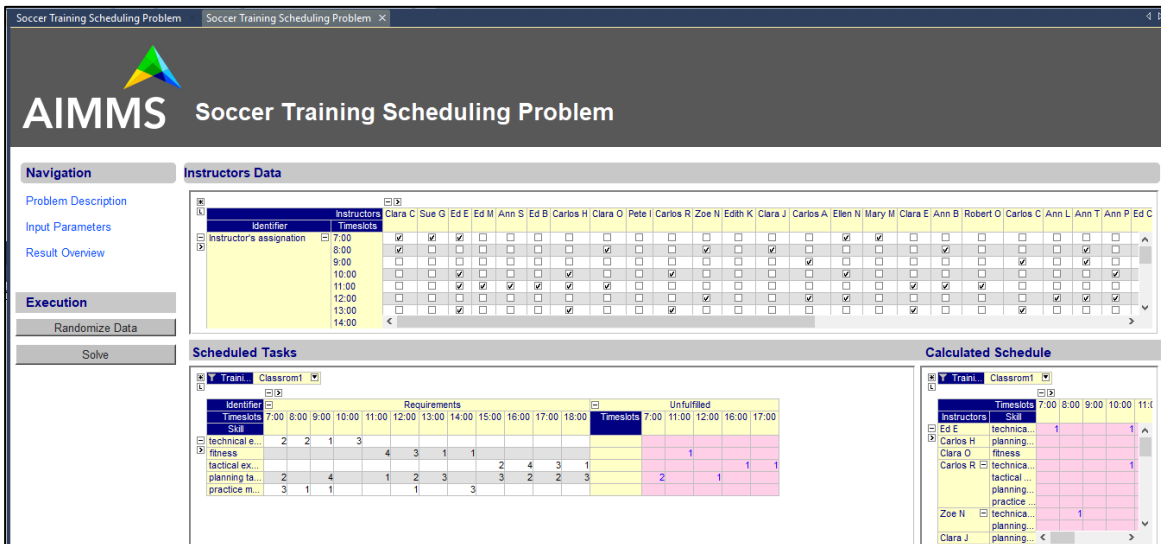 Soccer Training Scheduling Problem Soccer Training Scheduling Problem ×
AIMMS Soccer Training Scheduling Problem
Navigation
Problem Description
Input Parameters
Result Overview
Execution
Randomize Data
Solve
Instructors Data
Instructors Clara C Sue G Ed E Ed M Ann S Ed B Carlos H Clara O Pete I Carlos R Zoe N Edith K Clara J Carlos A Ellen N Mary M Clara E Ann B Robert O Carlos C Ann L Ann T Ann P Ed C
Identifier Timeslots
Instructor's assignation 7:00
8:00
9:00
10:00
11:00
12:00
13:00
14:00
Scheduled Tasks
Traini... Classrom1
Identifier Requirements Unfulfilled
Timeslots 7:00 8:00 9:00 10:00 11:00 12:00 13:00 14:00 15:00 16:00 17:00 18:00 Timeslots 7:00 11:00 12:00 16:00 17:00
Skill
technical e... 2 2 1 3
fitness 4 3 1 1 1
tactical ex... 2 4 3 1 1 1
planning ta... 2 4 1 2 3 3 2 2 3 2 1
practice m... 3 1 1 1 3
Calculated Schedule
Traini... Classrom1
Timeslots 7:00 8:00 9:00 10:00 11:0
Instructors Skill
Ed E technica... 1 1
Carlos H planning...
Clara O fitness
Carlos R technica... 1
tactical ...
planning...
practice ...
Zoe N technica... 1
planning...
Clara J planning...